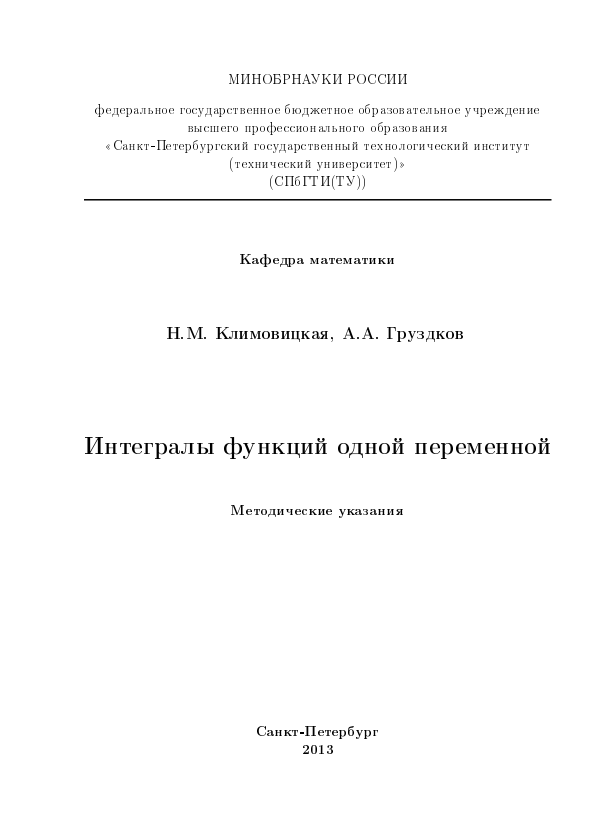 МИНОБРНАУКИ РОССИИ
федеральное государственное бюджетное образовательное учреждение
высшего профессионального образования
«Санкт-Петербургский государственный технологический институт
(технический университет)»
(СПбГТИ(ТУ))
Кафедра математики
Н.М. Климовицкая, А.А. Груздков
Интегралы функций одной переменной
Методические указания
Санкт-Петербург
2013